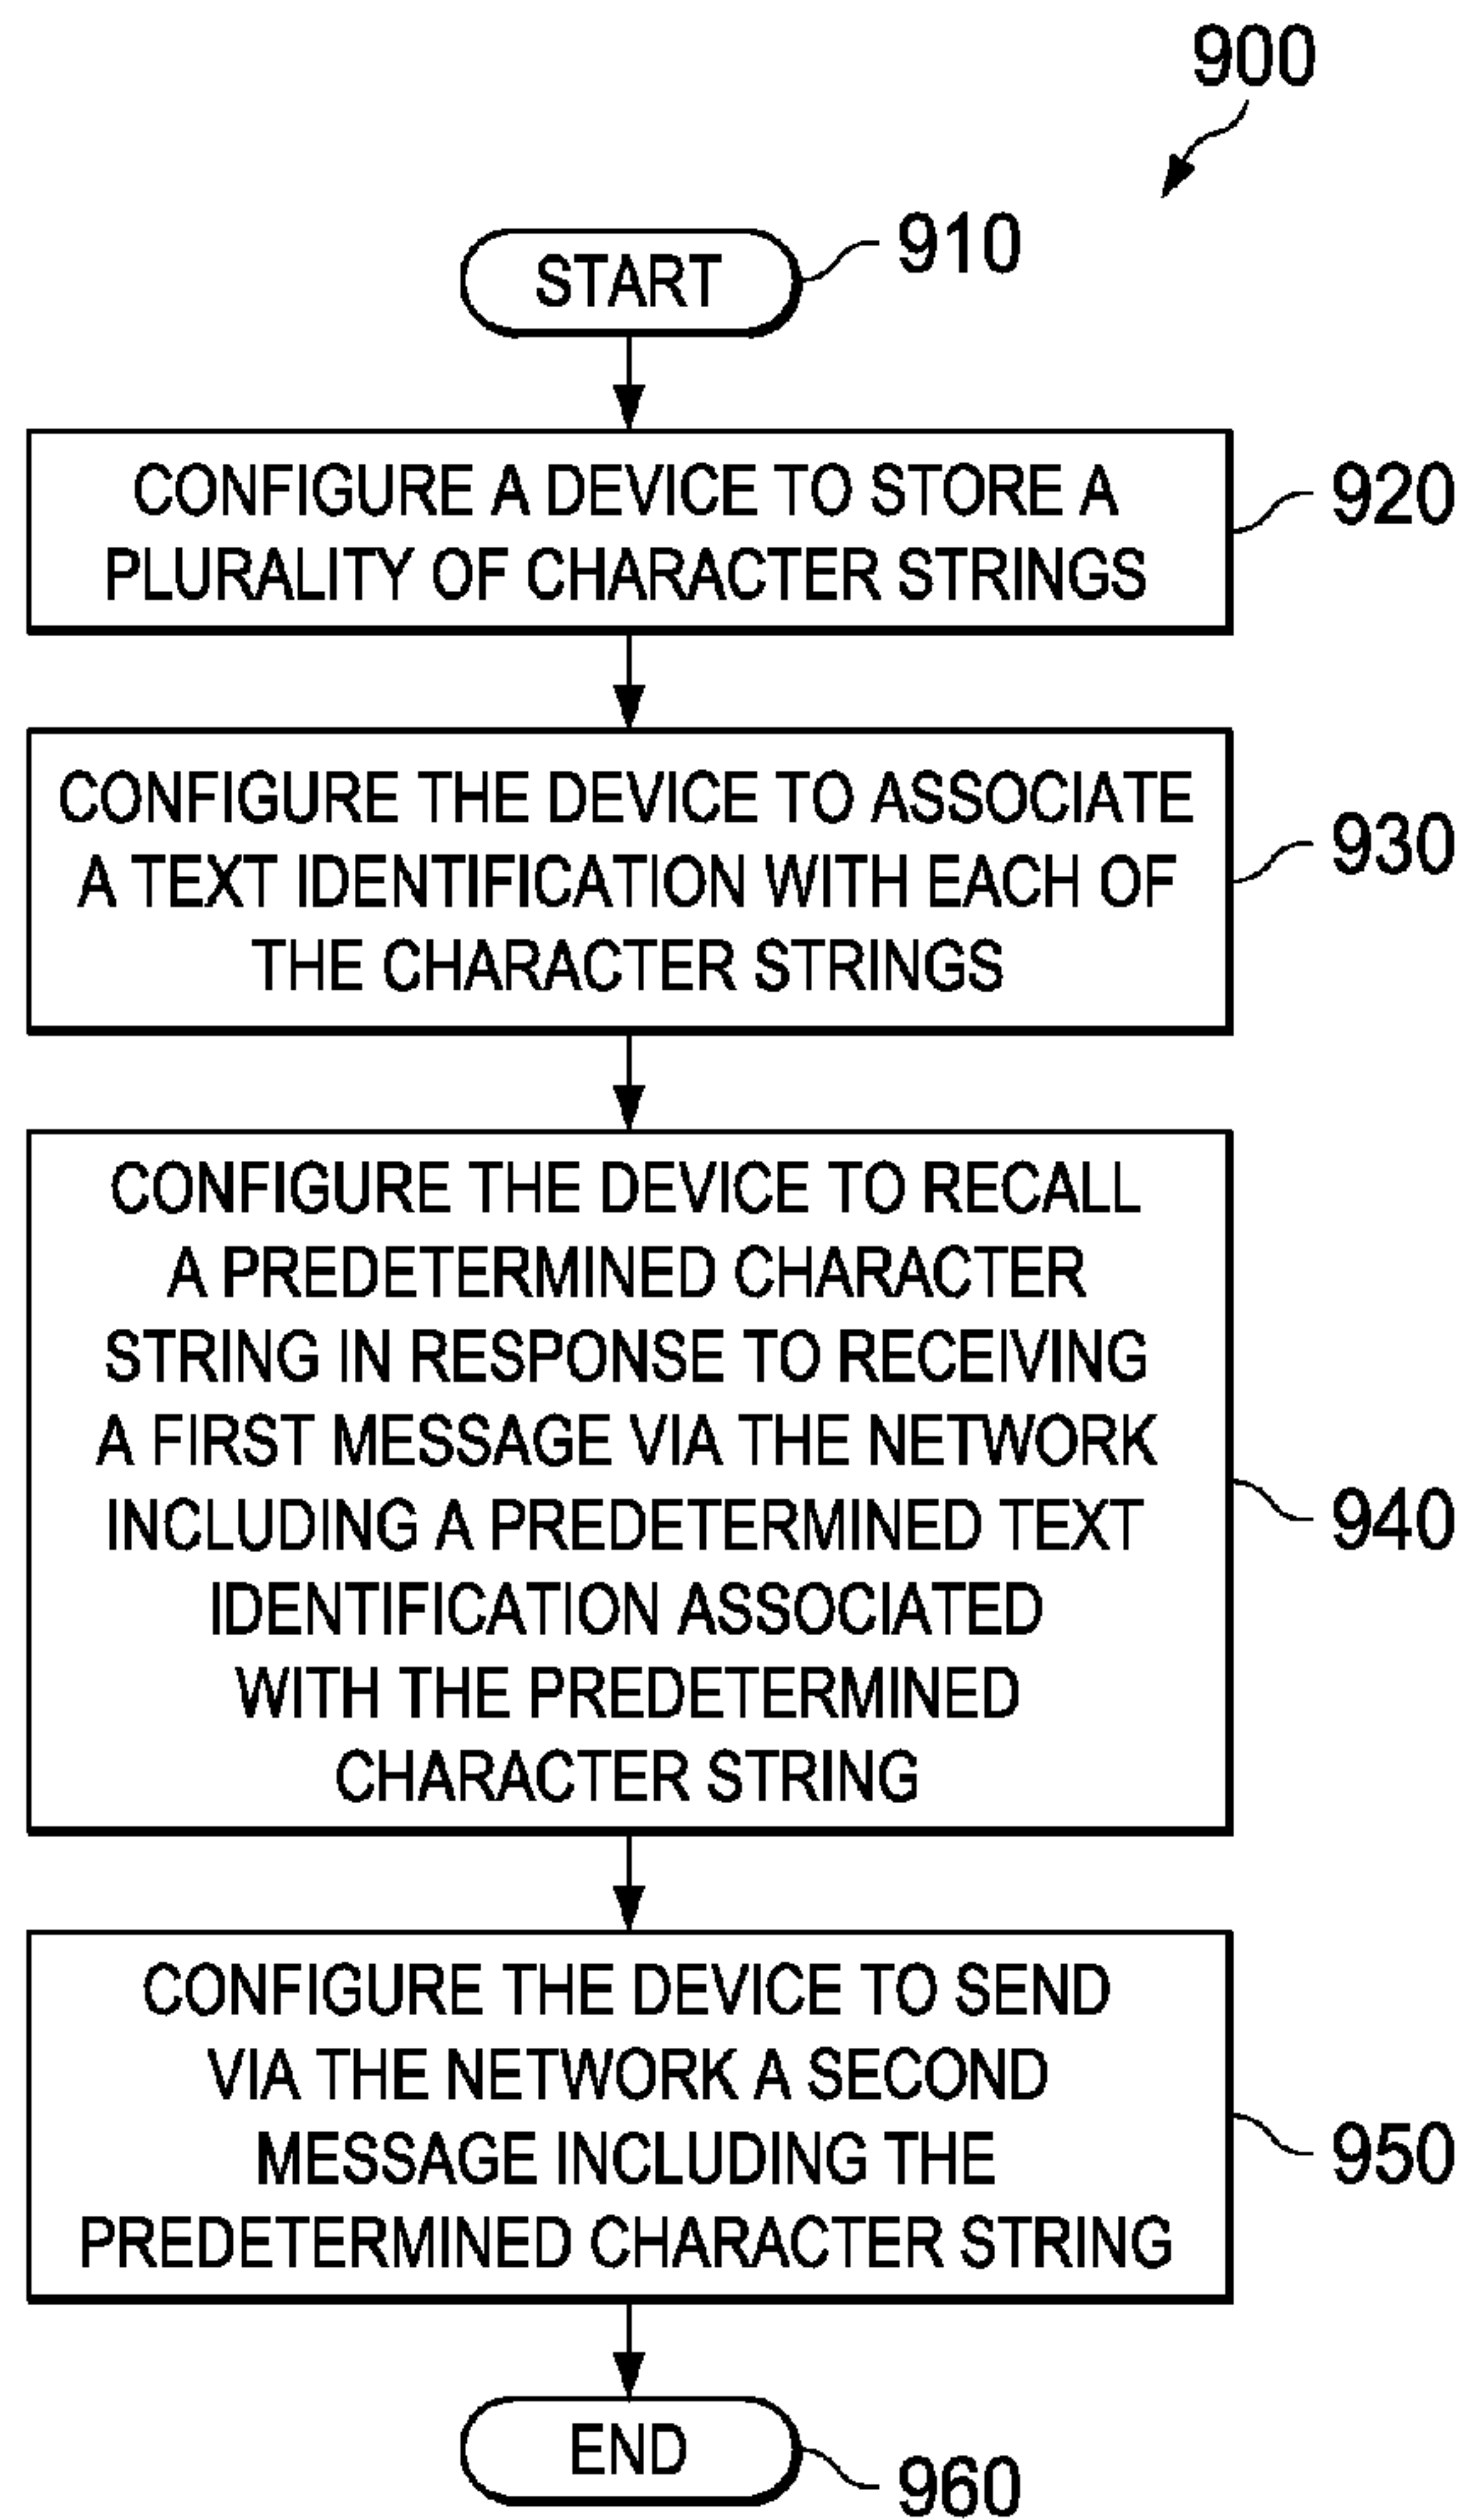 900
START
910
CONFIGURE A DEVICE TO STORE A
PLURALITY OF CHARACTER STRINGS
920
CONFIGURE THE DEVICE TO ASSOCIATE
A TEXT IDENTIFICATION WITH EACH OF
THE CHARACTER STRINGS
930
CONFIGURE THE DEVICE TO RECALL
A PREDETERMINED CHARACTER
STRING IN RESPONSE TO RECEIVING
A FIRST MESSAGE VIA THE NETWORK
INCLUDING A PREDETERMINED TEXT
IDENTIFICATION ASSOCIATED
WITH THE PREDETERMINED
CHARACTER STRING
940
CONFIGURE THE DEVICE TO SEND
VIA THE NETWORK A SECOND
MESSAGE INCLUDING THE
PREDETERMINED CHARACTER STRING
950
END
960